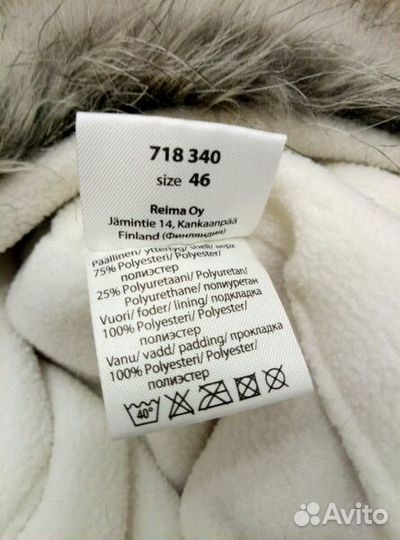 718 340
size 46
Reima Oy
Jämintie 14, Kankaanpää
Finland (Финляндия)
Päällinen/ yttertyg/ shell/ верх
75% Polyesteri/ Polyester/
полиэстер
25% Polyuretaani/ Polyuretan/
Polyurethane/ полиуретан
Vuori/ foder/ lining/ подкладка
100% Polyesteri/ Polyester/
полиэстер
Vanu/ vadd/ padding/ прокладка
100% Polyesteri/ Polyester/
полиэстер
40°
Avito